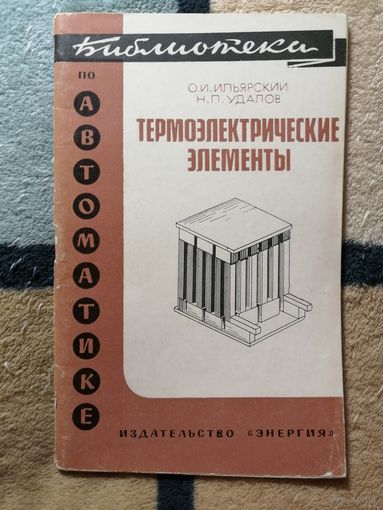 Библиотека
ПО
АВТОМАТИКЕ
О.И.ИЛЬЯРСКИЙ
Н.П.УДАЛОВ
ТЕРМОЭЛЕКТРИЧЕСКИЕ
ЭЛЕМЕНТЫ
ИЗДАТЕЛЬСТВО «ЭНЕРГИЯ»